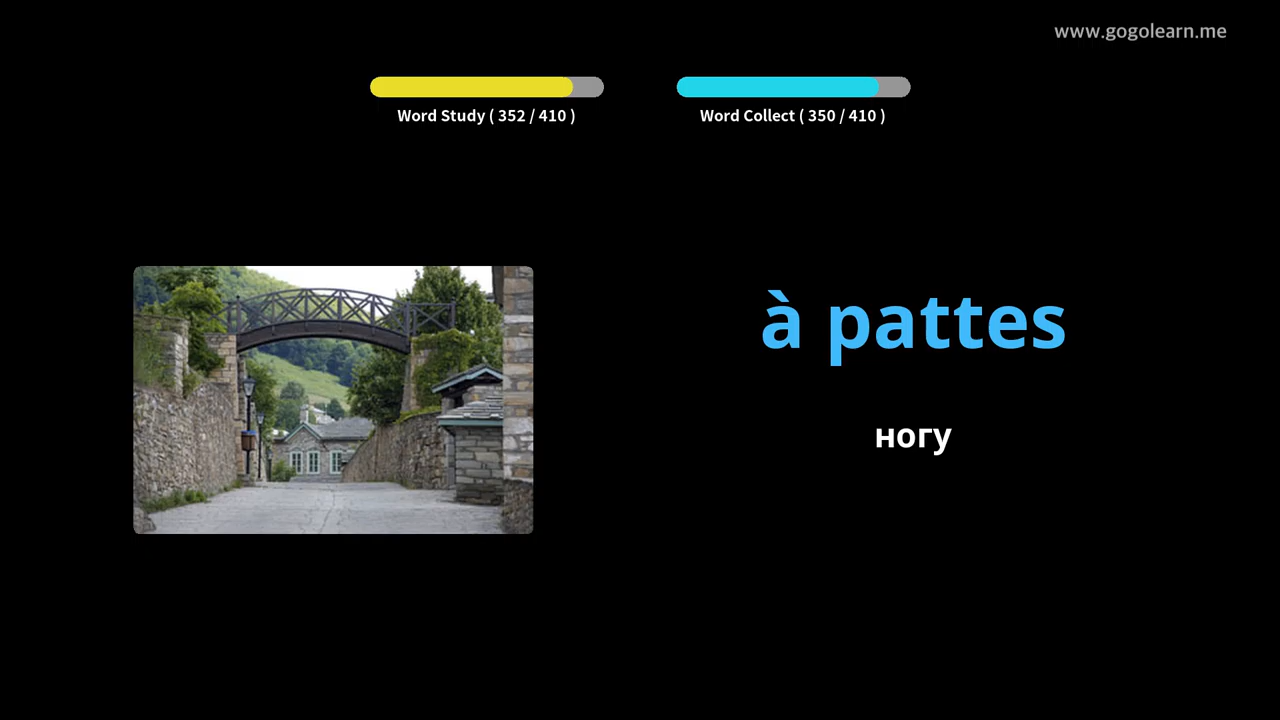 www.gogolearn.me
Word Study ( 352 / 410 )
Word Collect ( 350 / 410 )
à pattes
ногу